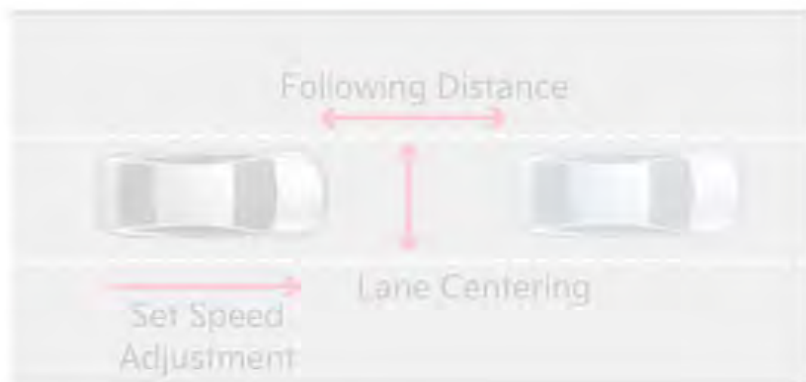 Following Distance
Lane Centering
Set Speed
Adjustment